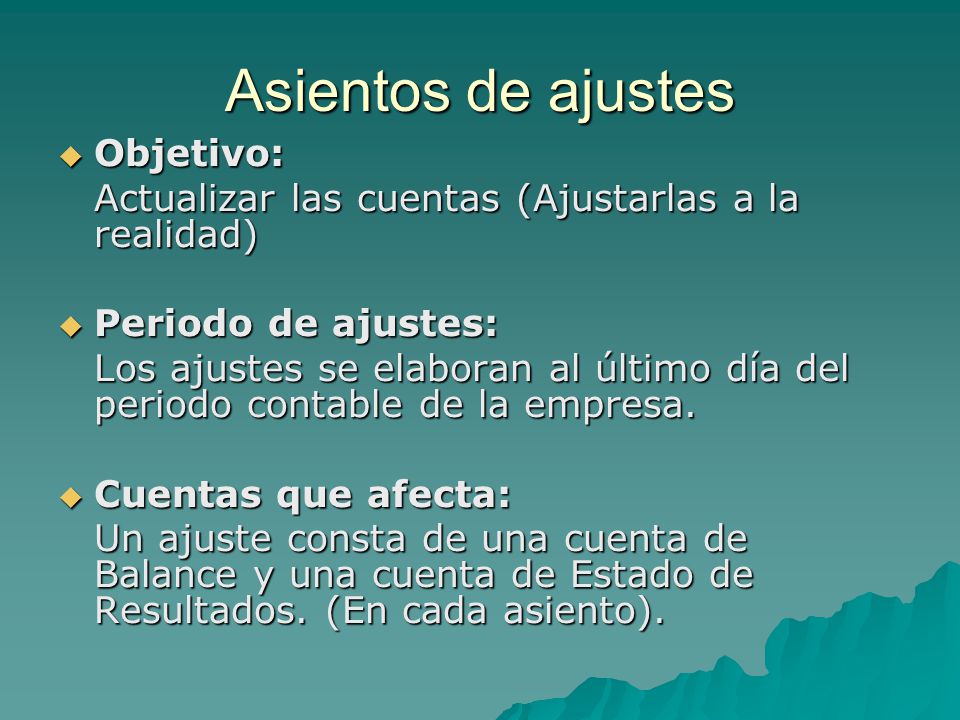 Asientos de ajustes
Objetivo:
Actualizar las cuentas (Ajustarlas a la
realidad)
Periodo de ajustes:
Los ajustes se elaboran al último día del
periodo contable de la empresa.
Cuentas que afecta:
Un ajuste consta de una cuenta de
Balance y una cuenta de Estado de
Resultados. (En cada asiento).